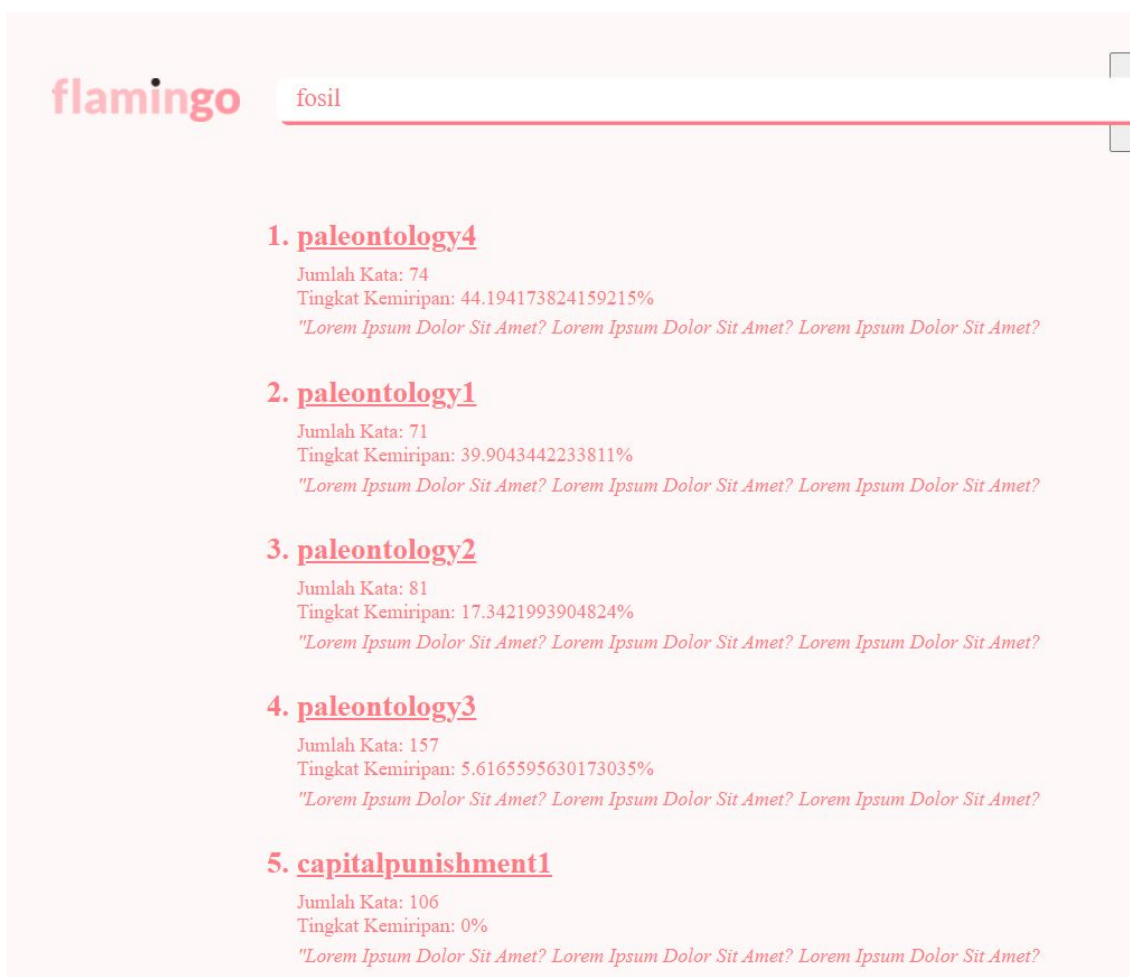 flamingo
fosil
1. paleontology4
Jumlah Kata: 74
Tingkat Kemiripan: 44.194173824159215%
"Lorem Ipsum Dolor Sit Amet? Lorem Ipsum Dolor Sit Amet? Lorem Ipsum Dolor Sit Amet?
2. paleontology1
Jumlah Kata: 71
Tingkat Kemiripan: 39.9043442233811%
"Lorem Ipsum Dolor Sit Amet? Lorem Ipsum Dolor Sit Amet? Lorem Ipsum Dolor Sit Amet?
3. paleontology2
Jumlah Kata: 81
Tingkat Kemiripan: 17.3421993904824%
"Lorem Ipsum Dolor Sit Amet? Lorem Ipsum Dolor Sit Amet? Lorem Ipsum Dolor Sit Amet?
4. paleontology3
Jumlah Kata: 157
Tingkat Kemiripan: 5.6165595630173035%
"Lorem Ipsum Dolor Sit Amet? Lorem Ipsum Dolor Sit Amet? Lorem Ipsum Dolor Sit Amet?
5. capitalpunishment1
Jumlah Kata: 106
Tingkat Kemiripan: 0%
"Lorem Ipsum Dolor Sit Amet? Lorem Ipsum Dolor Sit Amet? Lorem Ipsum Dolor Sit Amet?